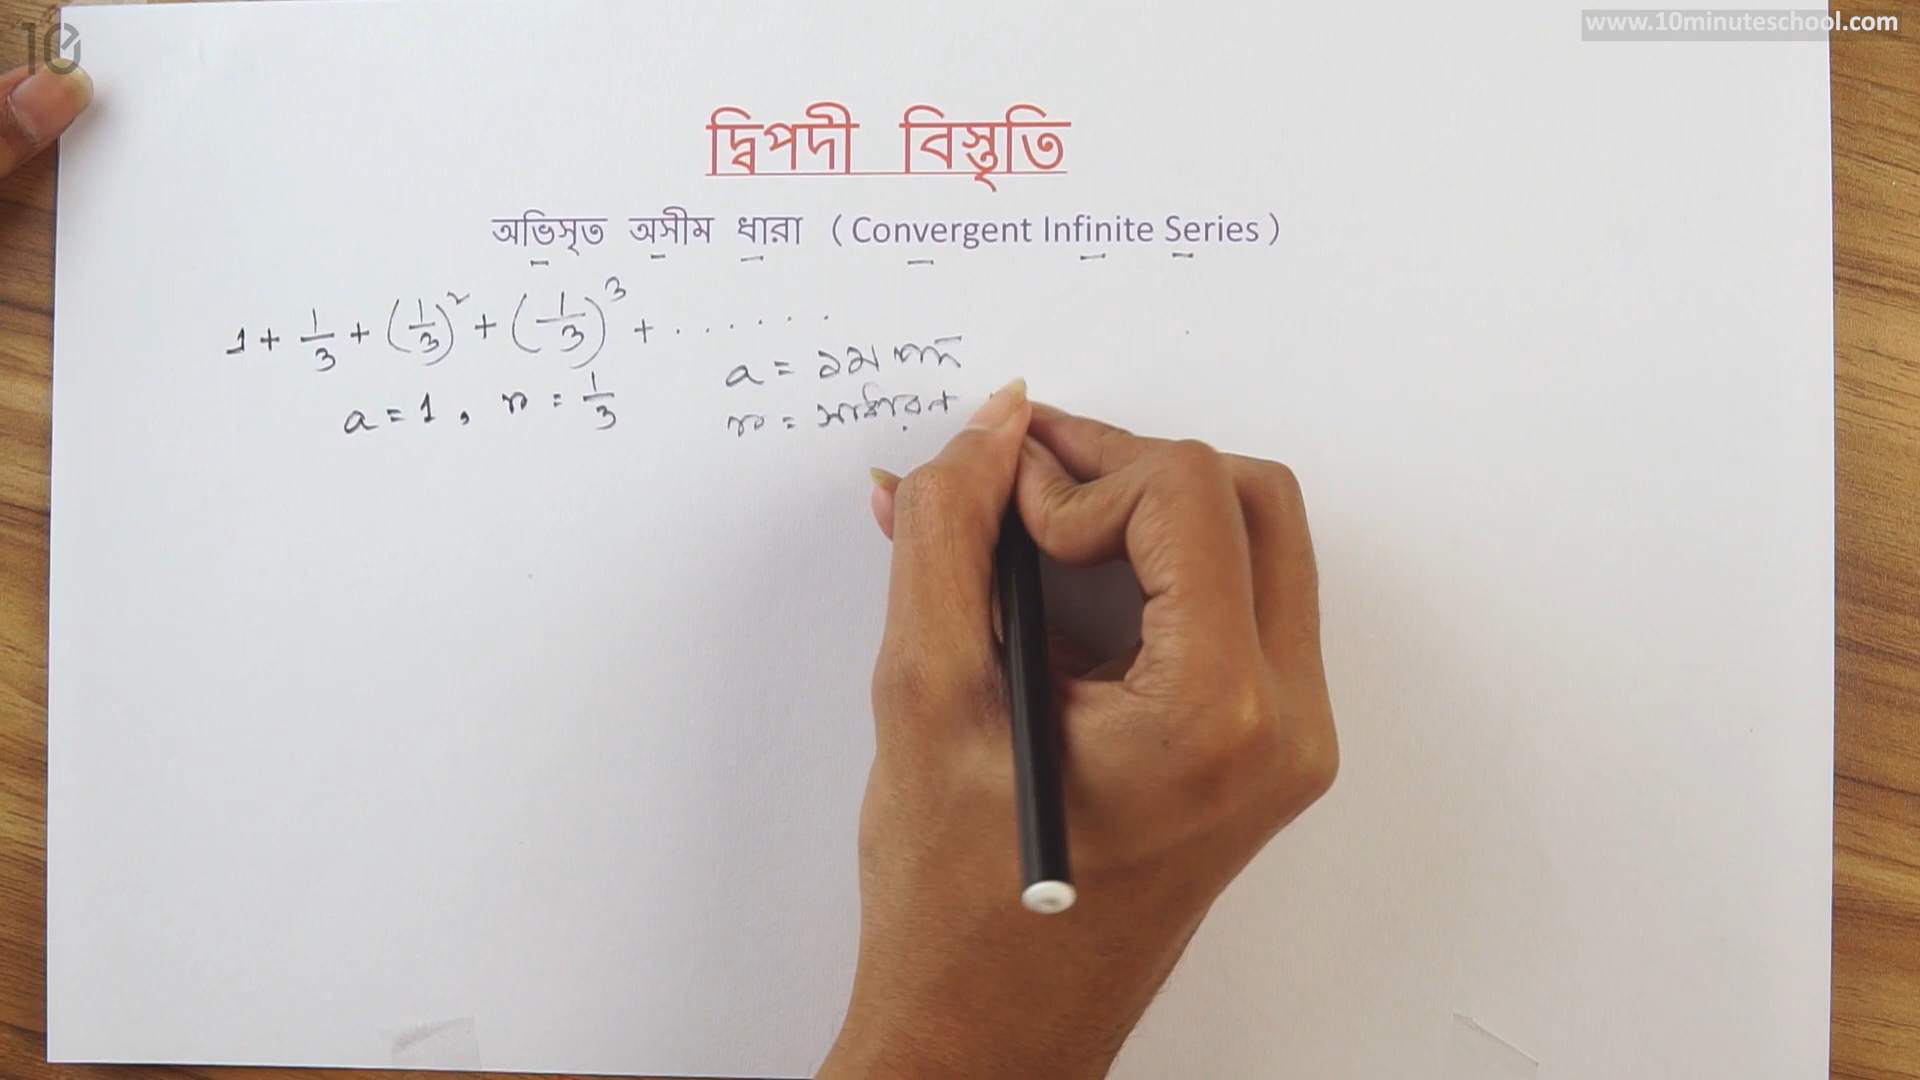 10
www.10minuteschool.com
দ্বিপদী বিস্তৃতি
অভিসৃত অসীম ধারা ( Convergent Infinite Series )
1 + 1/3 + (1/3)² + (1/3)³ + . . . . . .
a = 1 , r = 1/3
a = ১ম পদ
r = সাধারণ